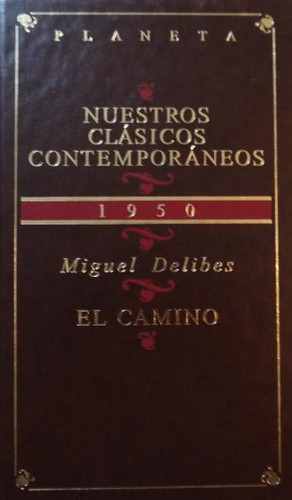 PLANETA
NUESTROS
CLÁSICOS
CONTEMPORÁNEOS
1950
Miguel Delibes
EL CAMINO